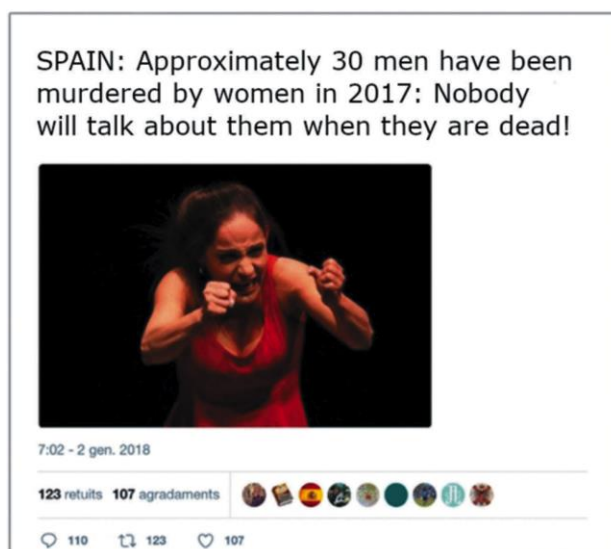 SPAIN: Approximately 30 men have been
murdered by women in 2017: Nobody
will talk about them when they are dead!
7:02 - 2 gen. 2018
123 retuits 107 agradaments
110 123 107